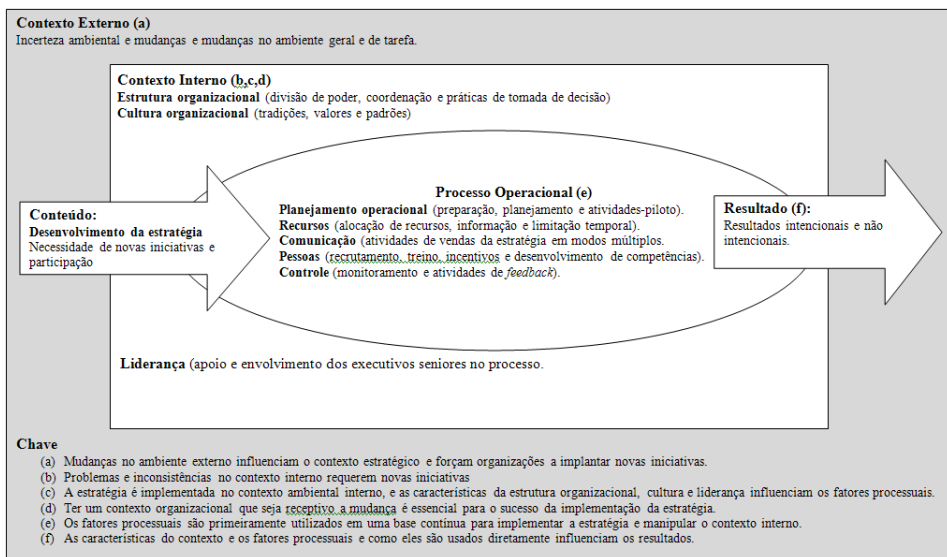 Contexto Externo (a)
Incerteza ambiental e mudanças e mudanças no ambiente geral e de tarefa.
Contexto Interno (b,c,d)
Estrutura organizacional (divisão de poder, coordenação e práticas de tomada de decisão)
Cultura organizacional (tradições, valores e padrões)
Conteúdo:
Desenvolvimento da estratégia
Necessidade de novas iniciativas e
participação
Processo Operacional (e)
Planejamento operacional (preparação, planejamento e atividades-piloto).
Recursos (alocação de recursos, informação e limitação temporal).
Comunicação (atividades de vendas da estratégia em modos múltiplos.
Pessoas (recrutamento, treino, incentivos e desenvolvimento de competências).
Controle (monitoramento e atividades de feedback).
Resultado (f):
Resultados intencionais e não
intencionais.
Liderança (apoio e envolvimento dos executivos seniores no processo.
Chave
(a) Mudanças no ambiente externo influenciam o contexto estratégico e forçam organizações a implantar novas iniciativas.
(b) Problemas e inconsistências no contexto interno requerem novas iniciativas
(c) A estratégia é implementada no contexto ambiental interno, e as características da estrutura organizacional, cultura e liderança influenciam os fatores processuais.
(d) Ter um contexto organizacional que seja receptivo a mudança é essencial para o sucesso da implementação da estratégia.
(e) Os fatores processuais são primeiramente utilizados em uma base contínua para implementar a estratégia e manipular o contexto interno.
(f) As características do contexto e os fatores processuais e como eles são usados diretamente influenciam os resultados.